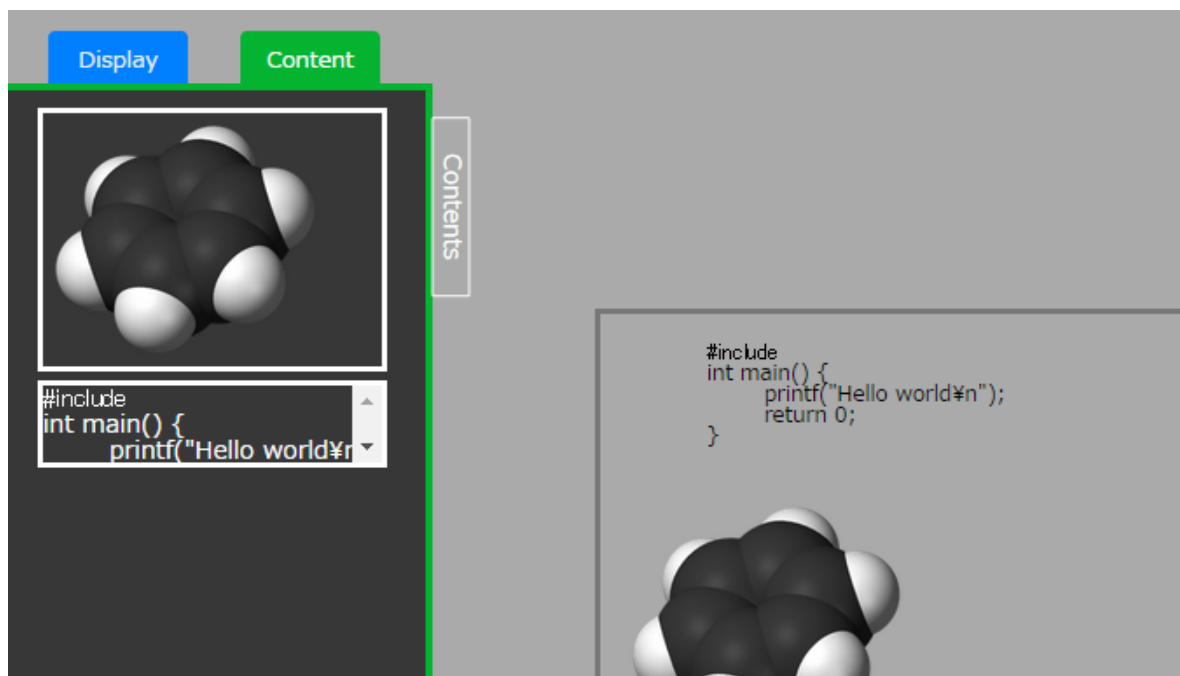 Display
Content
Contents
#include
int main() {
printf("Hello world¥n
#include
int main() {
printf("Hello world¥n");
return 0;
}